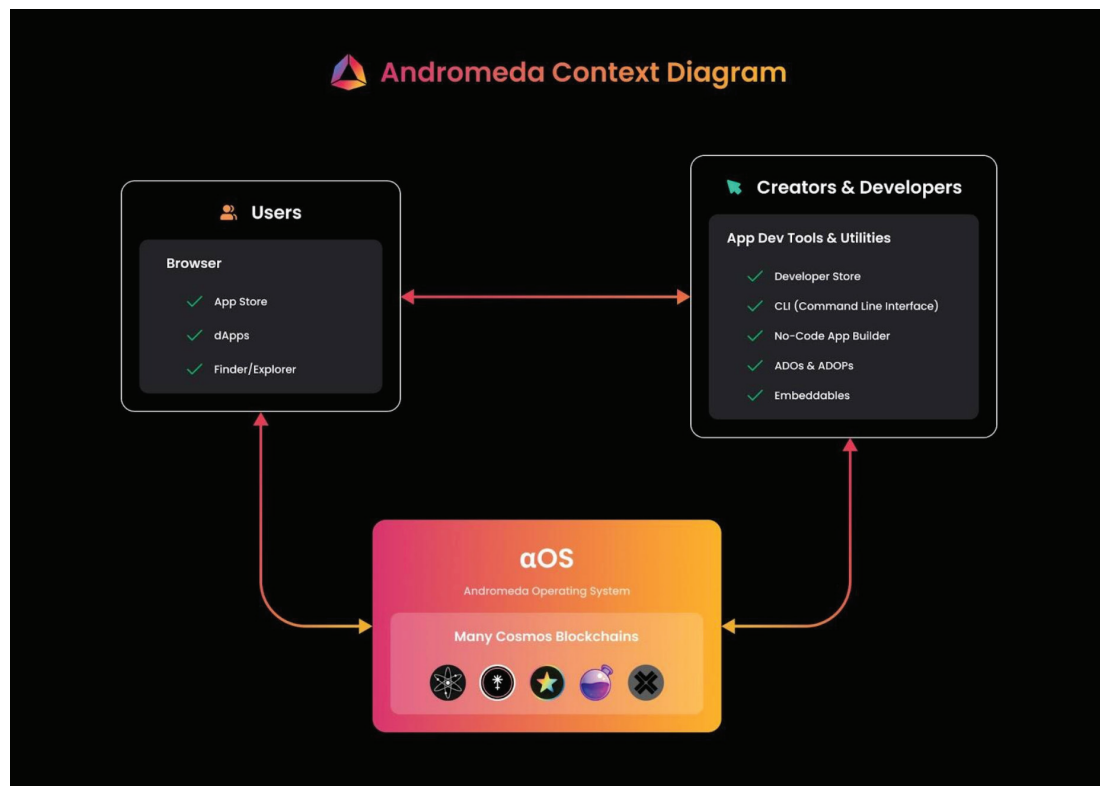 Andromeda Context Diagram
Users
Browser
App Store
dApps
Finder/Explorer
Creators & Developers
App Dev Tools & Utilities
Developer Store
CLI (Command Line Interface)
No-Code App Builder
ADOs & ADOPs
Embeddables
αOS
Andromeda Operating System
Many Cosmos Blockchains